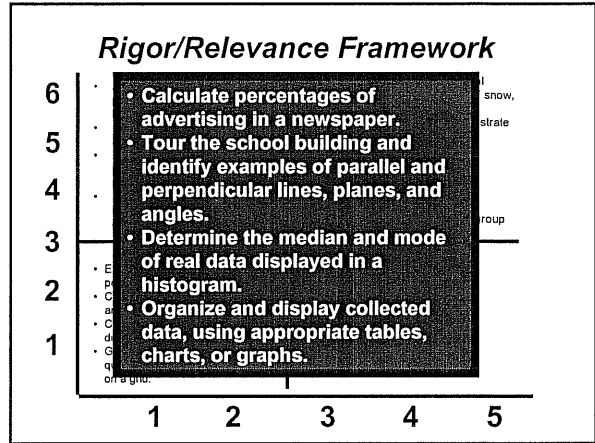 Rigor/Relevance Framework
6
5
4
3
2
1
snow,
• Calculate percentages of
advertising in a newspaper.
• Tour the school building and
identify examples of parallel and
perpendicular lines, planes, and
angles.
• Determine the median and mode
of real data displayed in a
histogram.
• Organize and display collected
data, using appropriate tables,
charts, or graphs.
on a grid.
1 2 3 4 5